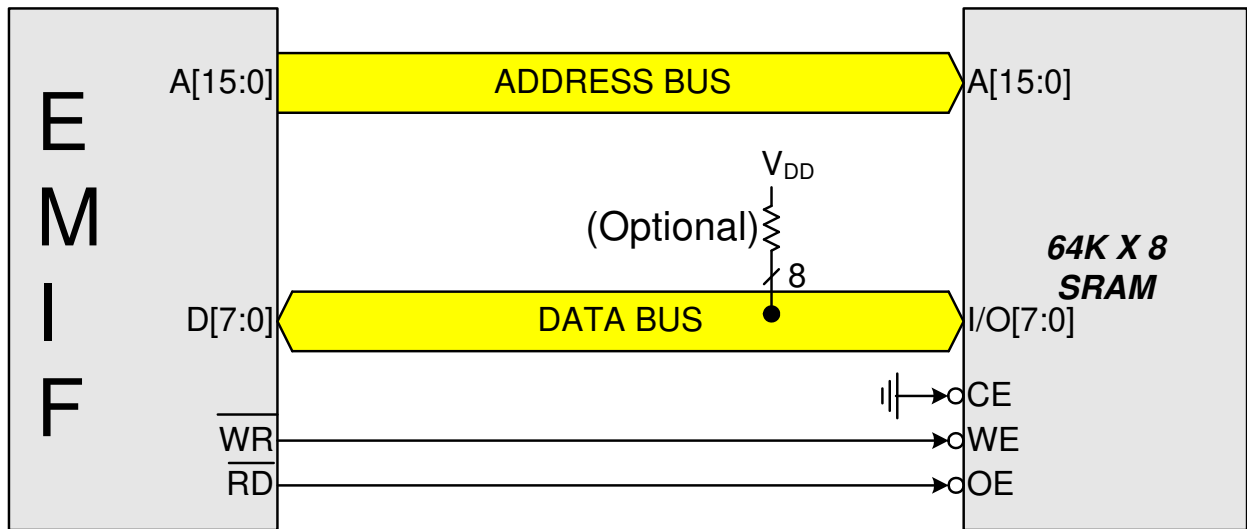 E
M
I
F
A[15:0]
ADDRESS BUS
A[15:0]
VDD
(Optional)
8
64K X 8
SRAM
D[7:0]
DATA BUS
I/O[7:0]
CE
WR
WE
RD
OE